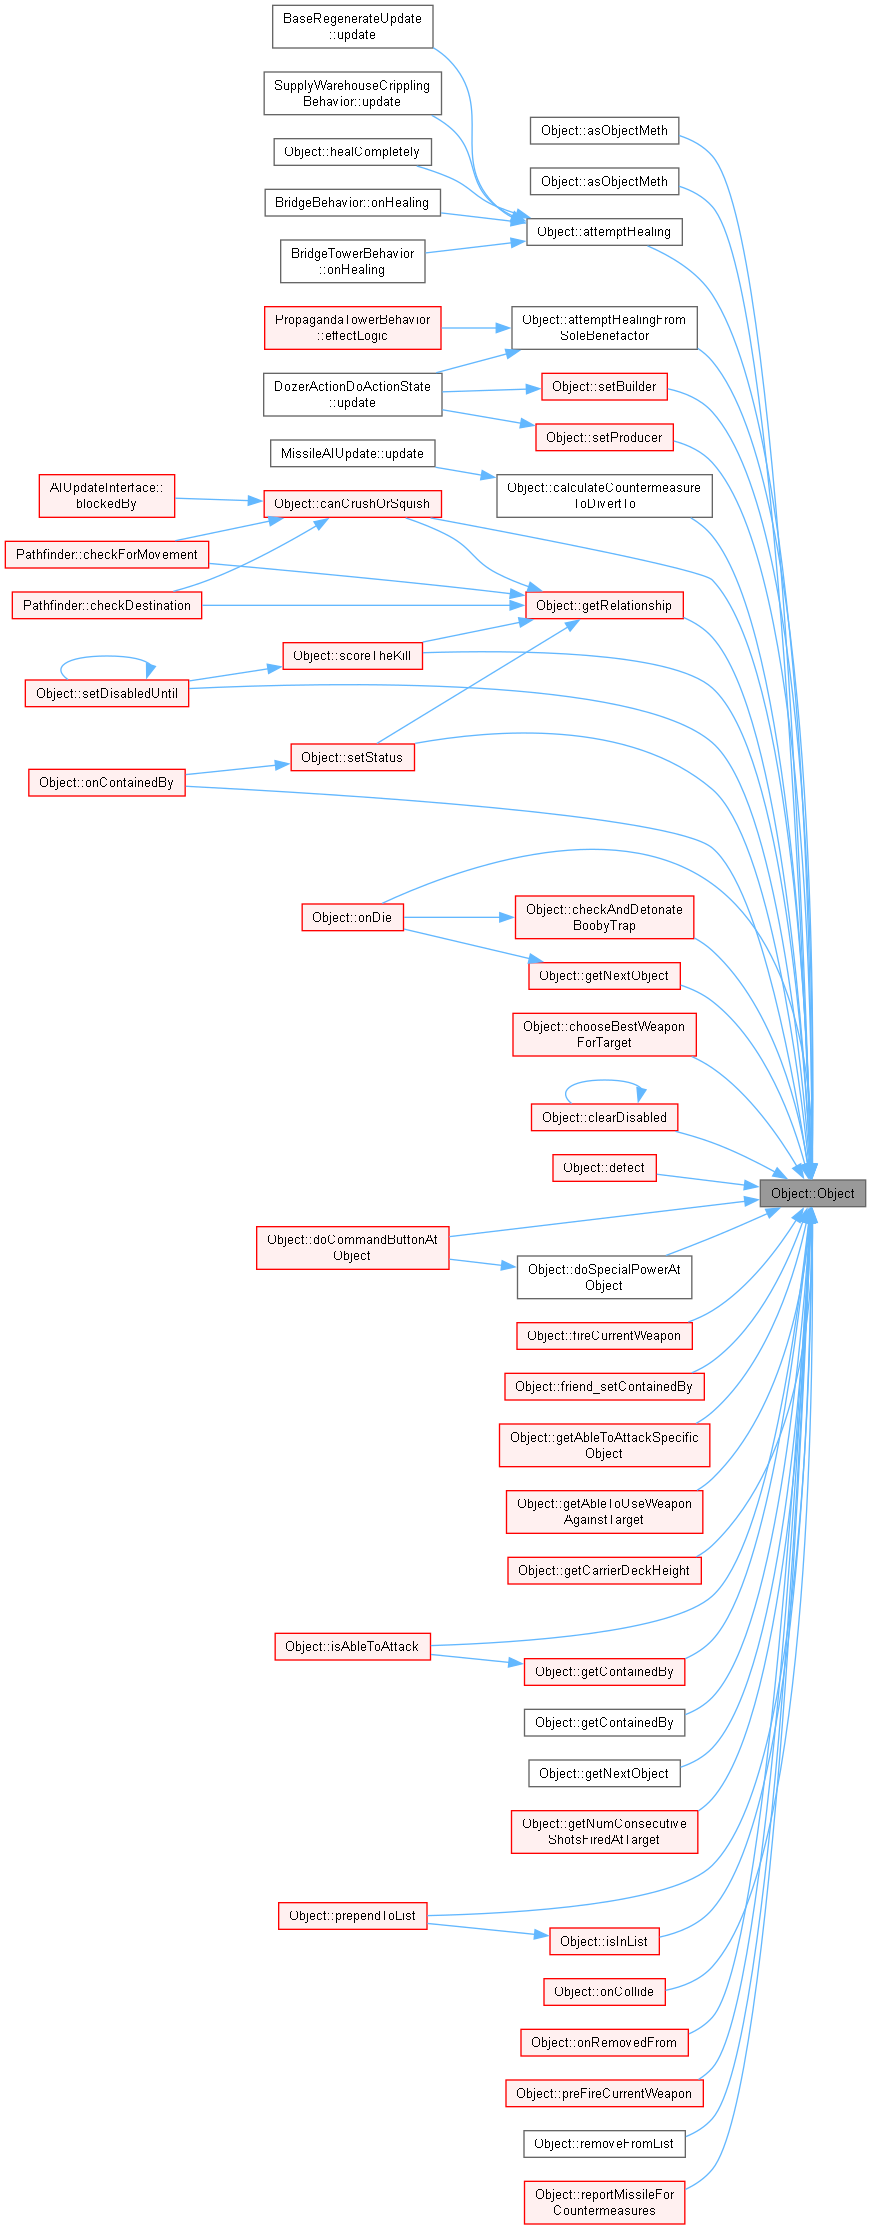 BaseRegenerateUpdate
::update
SupplyWarehouseCrippling
Behavior::update
Object::healCompletely
BridgeBehavior::onHealing
BridgeTowerBehavior
::onHealing
PropagandaTowerBehavior
::effectLogic
DozerActionDoActionState
::update
MissileAIUpdate::update
AIUpdateInterface::
blockedBy
Object::canCrushOrSquish
Pathfinder::checkForMovement
Pathfinder::checkDestination
Object::scoreTheKill
Object::setDisabledUntil
Object::setStatus
Object::onContainedBy
Object::onDie
Object::doCommandButtonAt
Object
Object::isAbleToAttack
Object::prependToList
Object::asObjectMeth
Object::asObjectMeth
Object::attemptHealing
Object::attemptHealingFrom
SoleBenefactor
Object::setBuilder
Object::setProducer
Object::calculateCountermeasure
ToDivertTo
Object::getRelationship
Object::checkAndDetonate
BoobyTrap
Object::getNextObject
Object::chooseBestWeapon
ForTarget
Object::clearDisabled
Object::defect
Object::doSpecialPowerAt
Object
Object::fireCurrentWeapon
Object::friend_setContainedBy
Object::getAbleToAttackSpecific
Object
Object::getAbleToUseWeapon
AgainstTarget
Object::getCarrierDeckHeight
Object::getContainedBy
Object::getContainedBy
Object::getNextObject
Object::getNumConsecutive
ShotsFiredAtTarget
Object::isInList
Object::onCollide
Object::onRemovedFrom
Object::preFireCurrentWeapon
Object::removeFromList
Object::reportMissileFor
Countermeasures
Object::Object